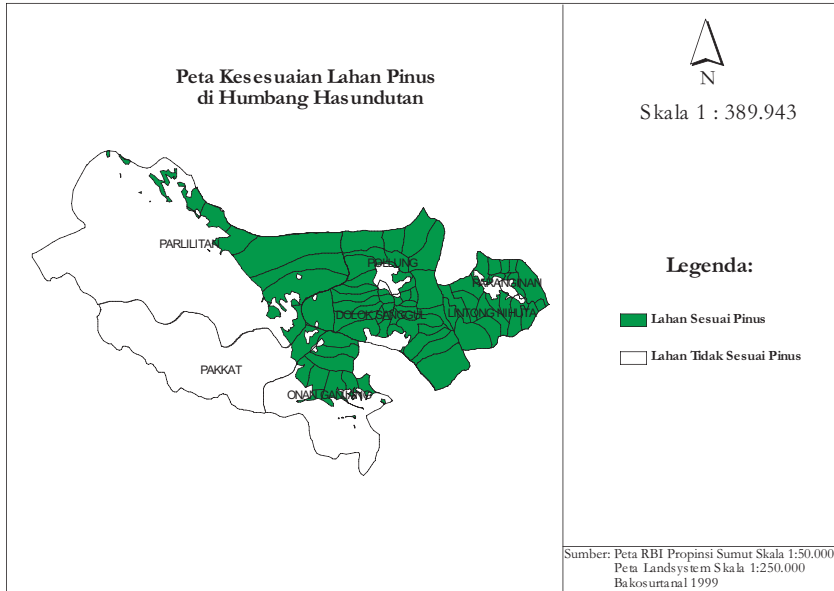 Peta Kesesuaian Lahan Pinus
di Humbang Hasundutan
N
Skala 1 : 389.943
PARLILITAN
POLLUNG
PARANGINAN
DOLOK SANGGUL
LINTONG NIHUTA
PAKKAT
ONAN GANJANG
Legenda:
Lahan Sesuai Pinus
Lahan Tidak Sesuai Pinus
Sumber: Peta RBI Propinsi Sumut Skala 1:50.000
Peta Landsystem Skala 1:250.000
Bakosurtanal 1999